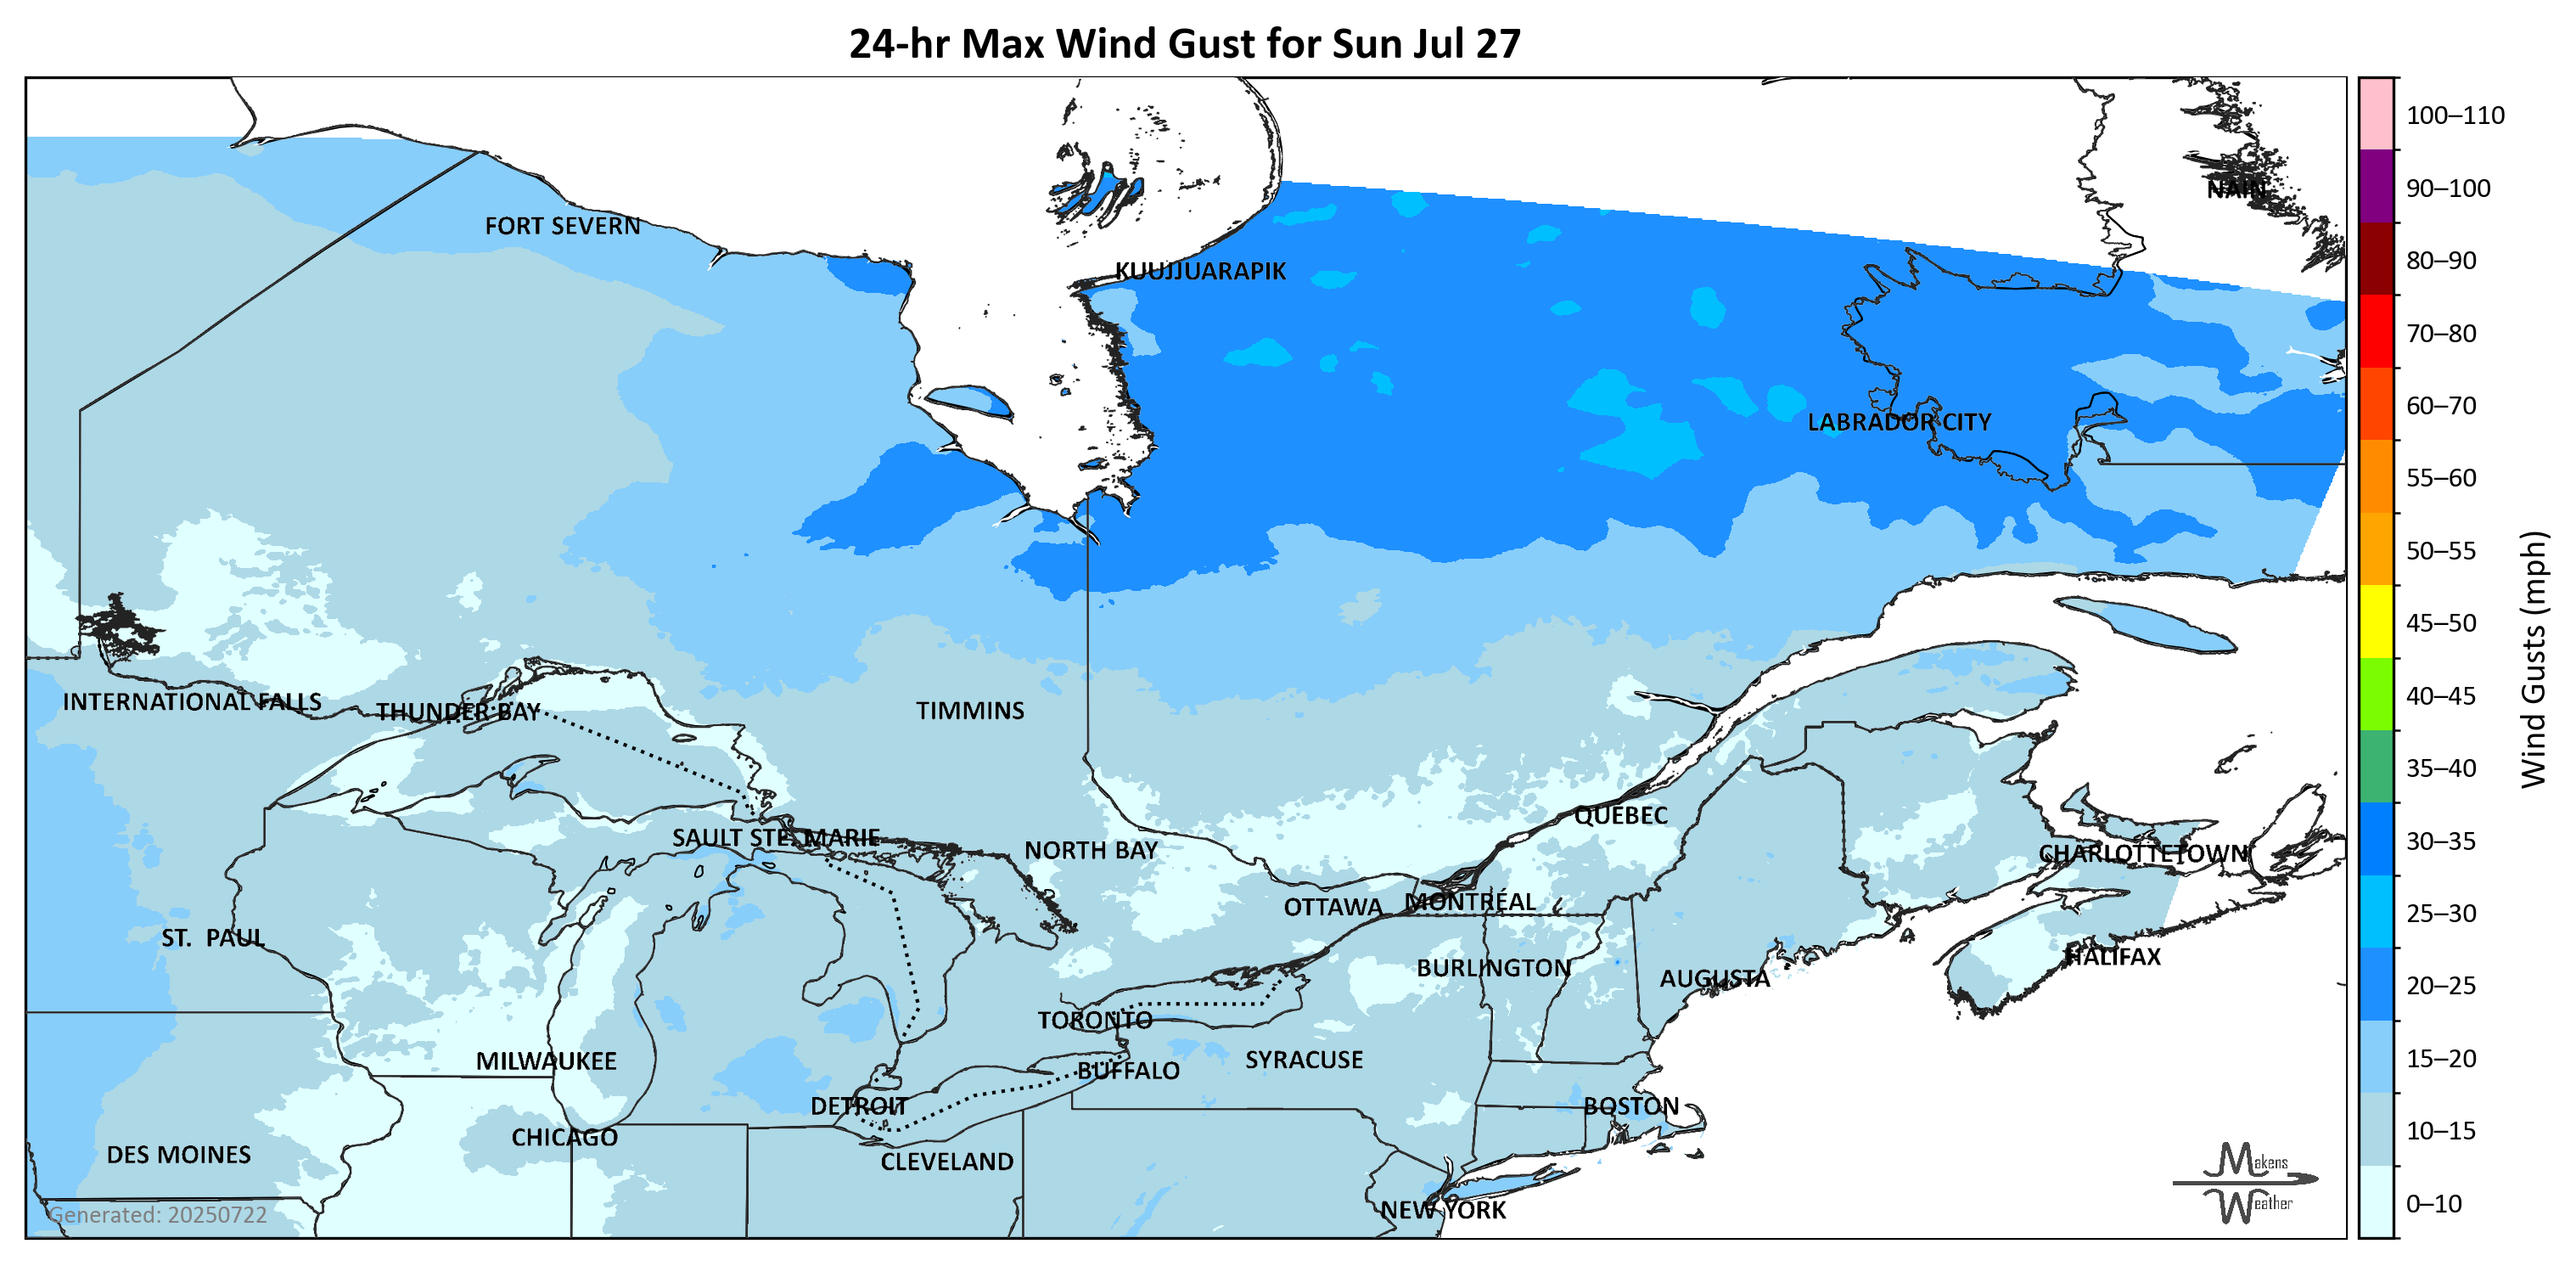 24-hr Max Wind Gust for Sun Jul 27
100–110
90–100
80–90
70–80
60–70
55–60
50–55
45–50
40–45
35–40
30–35
25–30
20–25
15–20
10–15
0–10
Wind Gusts (mph)
NAIN
FORT SEVERN
KUUJJUARAPIK
LABRADOR CITY
INTERNATIONAL FALLS
THUNDER BAY
TIMMINS
QUEBEC
SAULT STE. MARIE
NORTH BAY
CHARLOTTETOWN
MONTRÉAL
OTTAWA
ST. PAUL
HALIFAX
BURLINGTON
AUGUSTA
TORONTO
MILWAUKEE
SYRACUSE
BUFFALO
DETROIT
BOSTON
CHICAGO
DES MOINES
CLEVELAND
NEW YORK
Generated: 20250722
Makens
Weather